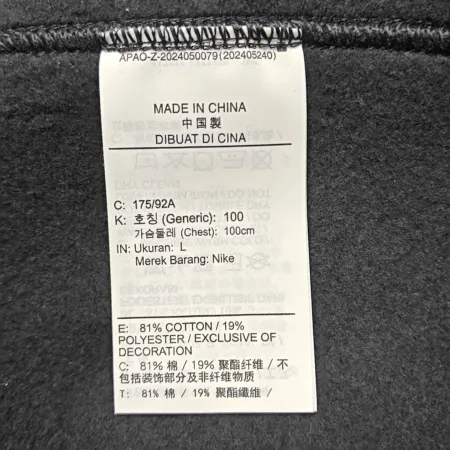 APAO-Z-2024050079(202405240)
MADE IN CHINA
中国製
DIBUAT DI CINA
C: 175/92A
K: 호칭 (Generic): 100
가슴둘레 (Chest): 100cm
IN: Ukuran: L
Merek Barang: Nike
E: 81% COTTON / 19%
POLYESTER / EXCLUSIVE OF
DECORATION
C: 81% 棉 / 19% 聚酯纤维 / 不
包括装饰部分及非纤维物质
T: 81% 棉 / 19% 聚酯纖維 /